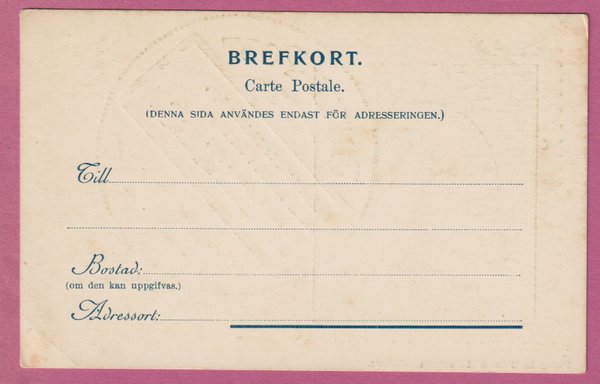 BREFKORT.
Carte Postale.
(DENNA SIDA ANVÄNDES ENDAST FÖR ADRESSERINGEN.)
Till
Bostad:
(om den kan uppgifvas.)
Adressort: